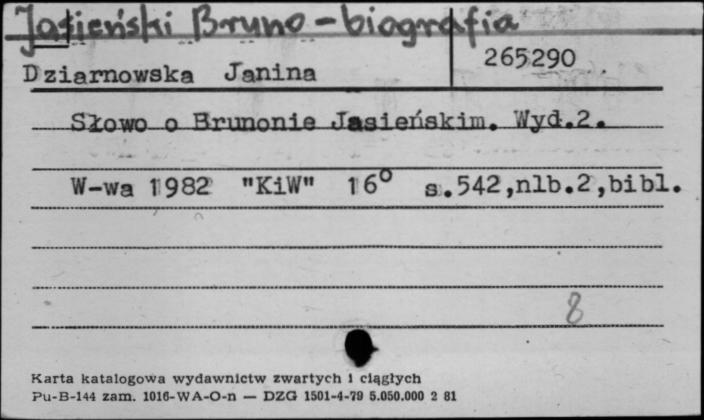 Jasieński Bruno - biografia
265290
Dziarnowska Janina
Słowo o Brunonie Jasieńskim. Wyd.2.
W-wa 1982 "KiW" 16° s.542,nlb.2,bibl.
8
Karta katalogowa wydawnictw zwartych i ciągłych
Pu-B-144 zam. 1016-WA-O-n — DZG 1501-4-79 5.050.000 2 81